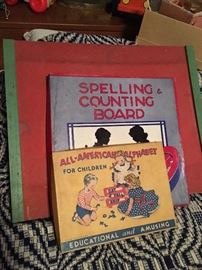 SPELLING &
COUNTING
BOARD
ALL-AMERICAN ALPHABET
FOR CHILDREN
EDUCATIONAL and AMUSING